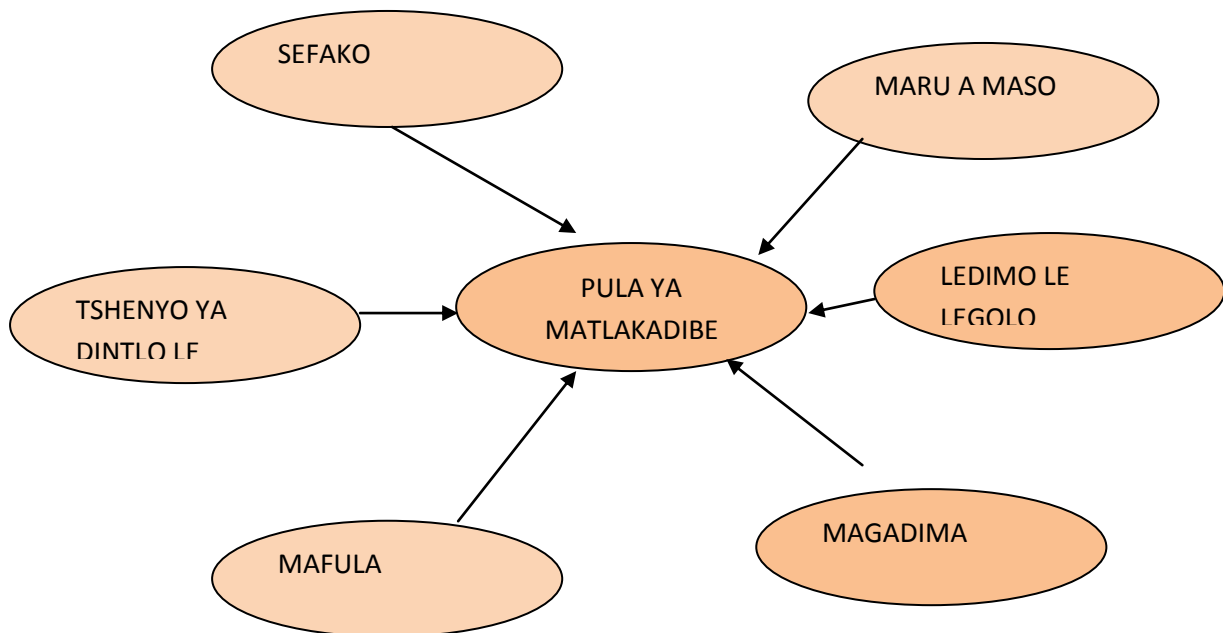 SEFAKO
MARU A MASO
TSHENYO YA
DINTLO LE
PULA YA
MATLAKADIBE
LEDIMO LE
LEGOLO
MAFULA
MAGADIMA